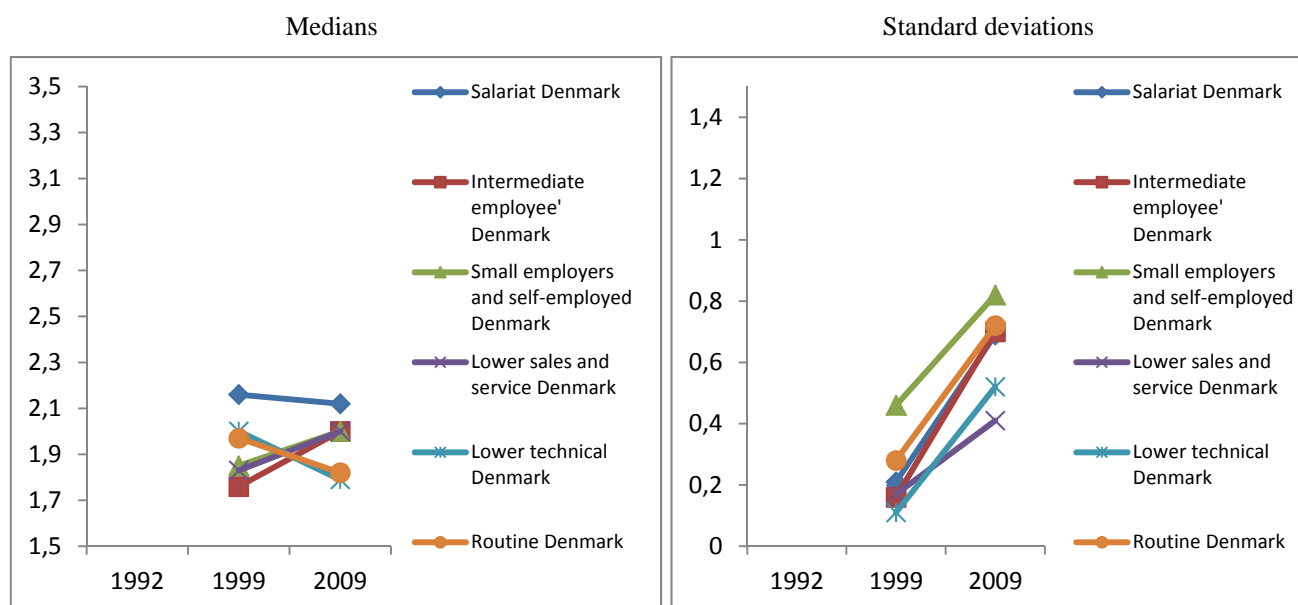 Medians
3,5
3,3
3,1
2,9
2,7
2,5
2,3
2,1
1,9
1,7
1,5
1992 1999 2009
Salariat Denmark
Intermediate
employee'
Denmark
Small employers
and self-employed
Denmark
Lower sales and
service Denmark
Lower technical
Denmark
Routine Denmark
Standard deviations
1,4
1,2
1
0,8
0,6
0,4
0,2
0
1992 1999 2009
Salariat Denmark
Intermediate
employee'
Denmark
Small employers
and self-employed
Denmark
Lower sales and
service Denmark
Lower technical
Denmark
Routine Denmark